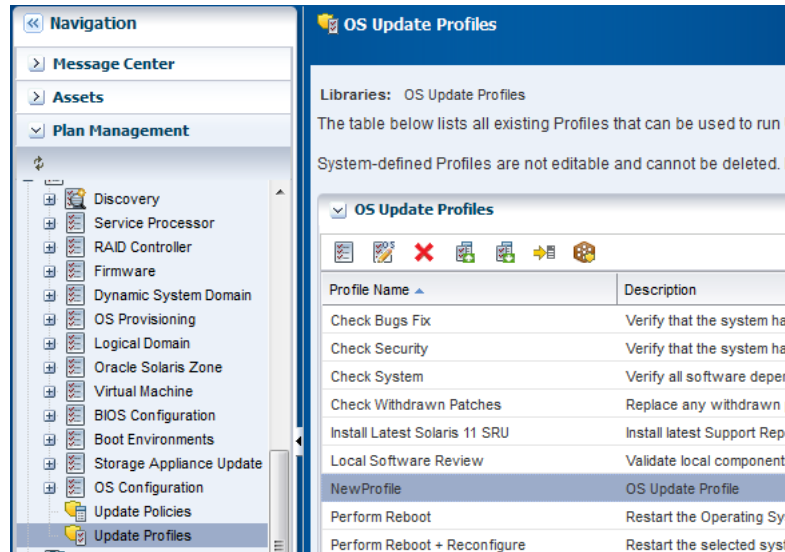 Navigation
Message Center
Assets
Plan Management
Discovery
Service Processor
RAID Controller
Firmware
Dynamic System Domain
OS Provisioning
Logical Domain
Oracle Solaris Zone
Virtual Machine
BIOS Configuration
Boot Environments
Storage Appliance Update
OS Configuration
Update Policies
Update Profiles
OS Update Profiles
Libraries: OS Update Profiles
The table below lists all existing Profiles that can be used to run
System-defined Profiles are not editable and cannot be deleted.
OS Update Profiles
Profile Name Description
Check Bugs Fix Verify that the system ha
Check Security Verify that the system ha
Check System Verify all software deper
Check Withdrawn Patches Replace any withdrawn
Install Latest Solaris 11 SRU Install latest Support Rep
Local Software Review Validate local component
NewProfile OS Update Profile
Perform Reboot Restart the Operating Sy
Perform Reboot + Reconfigure Restart the selected syst